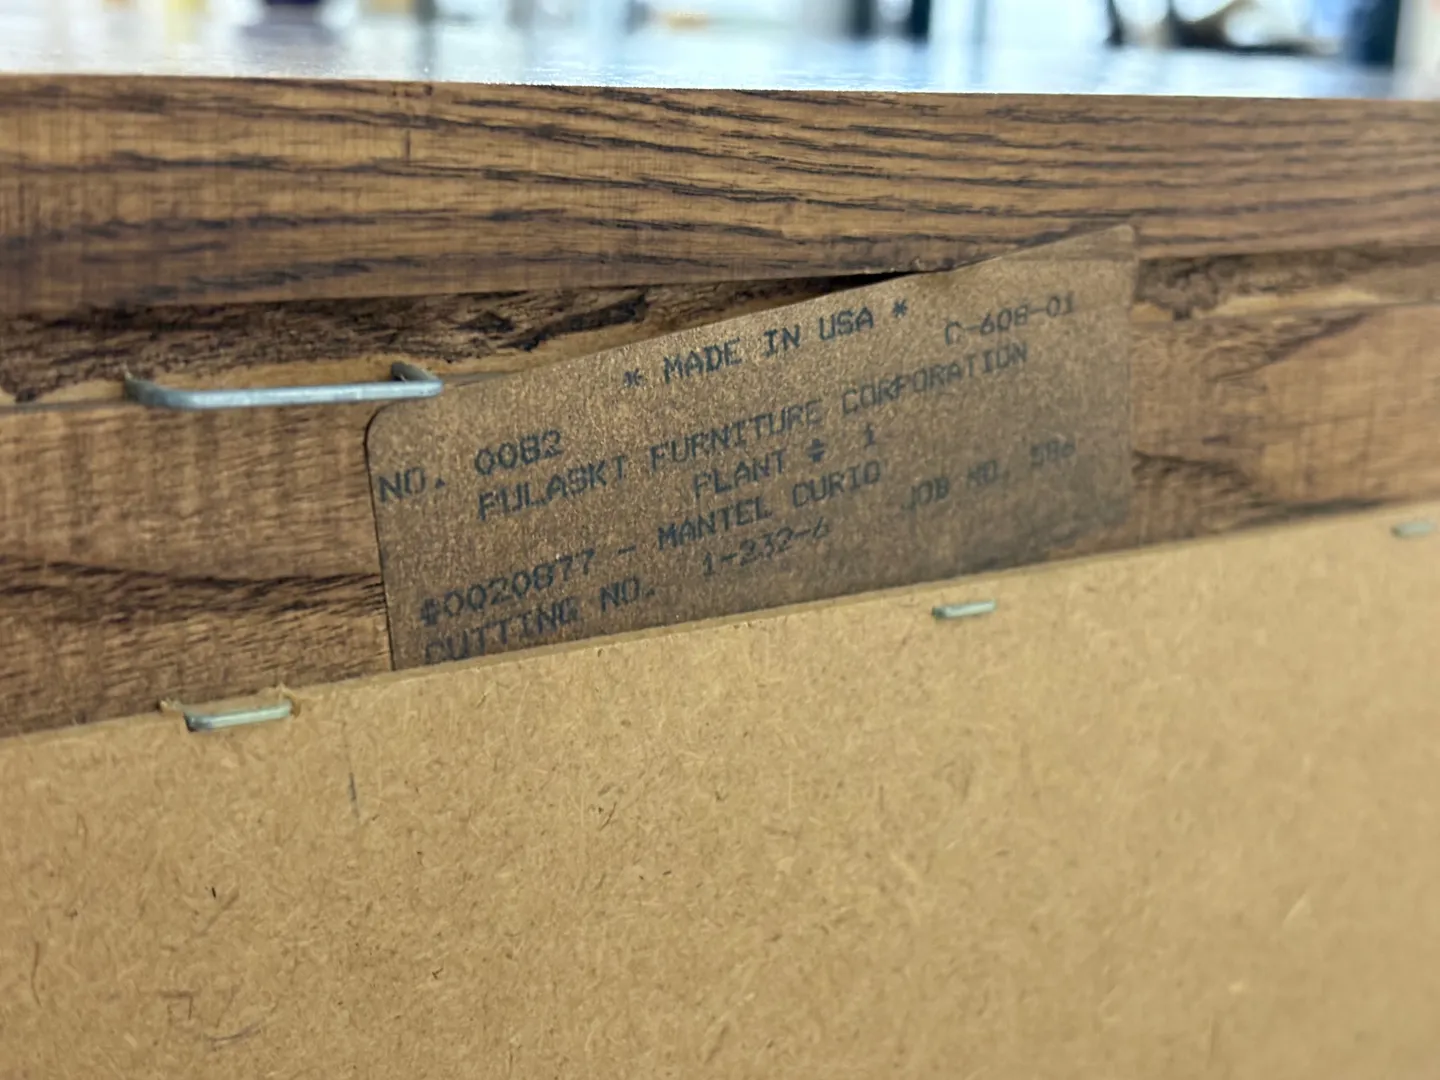 * MADE IN USA *
C-608-01
NO. 0082
PULASKI FURNITURE CORPORATION
PLANT # 1
#0020877 - MANTEL CURIO
CUTTING NO. 1-232-6 JOB NO. 586